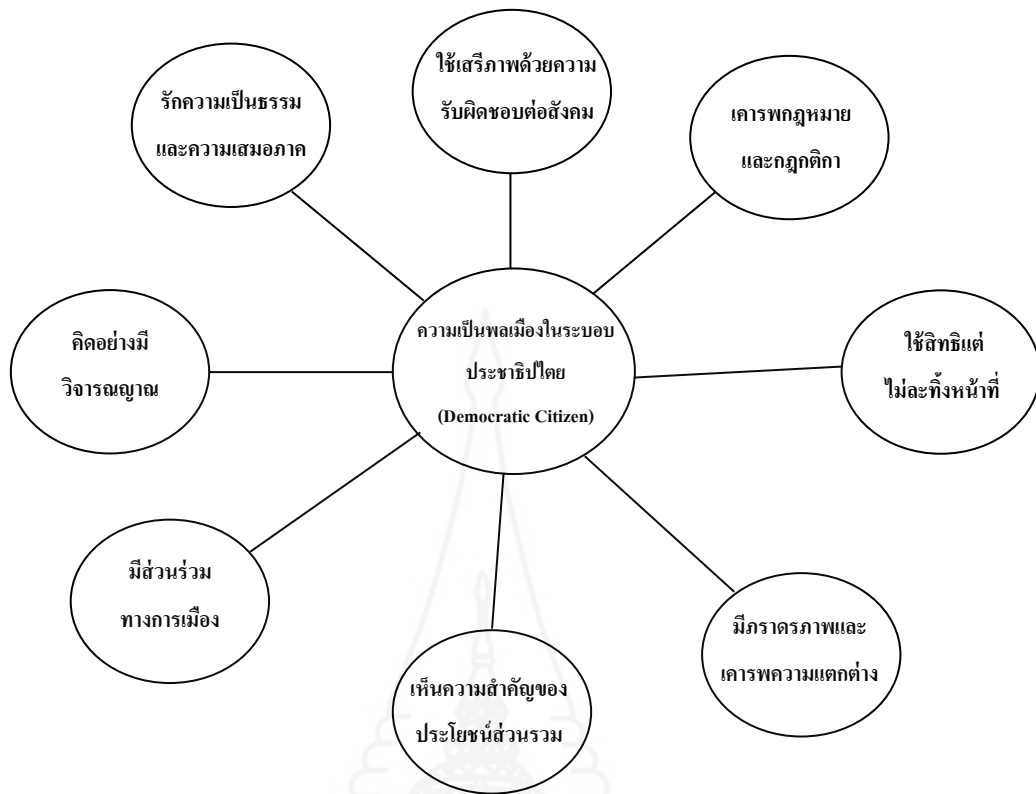 ใช้เสรีภาพด้วยความ
รับผิดชอบต่อสังคม
รักความเป็นธรรม
และความเสมอภาค
เคารพกฎหมาย
และกฎกติกา
ความเป็นพลเมืองในระบอบ
ประชาธิปไตย
(Democratic Citizen)
คิดอย่างมี
วิจารณญาณ
ใช้สิทธิแต่
ไม่ละทิ้งหน้าที่
มีส่วนร่วม
ทางการเมือง
มีภราดรภาพและ
เคารพความแตกต่าง
เห็นความสำคัญของ
ประโยชน์ส่วนรวม